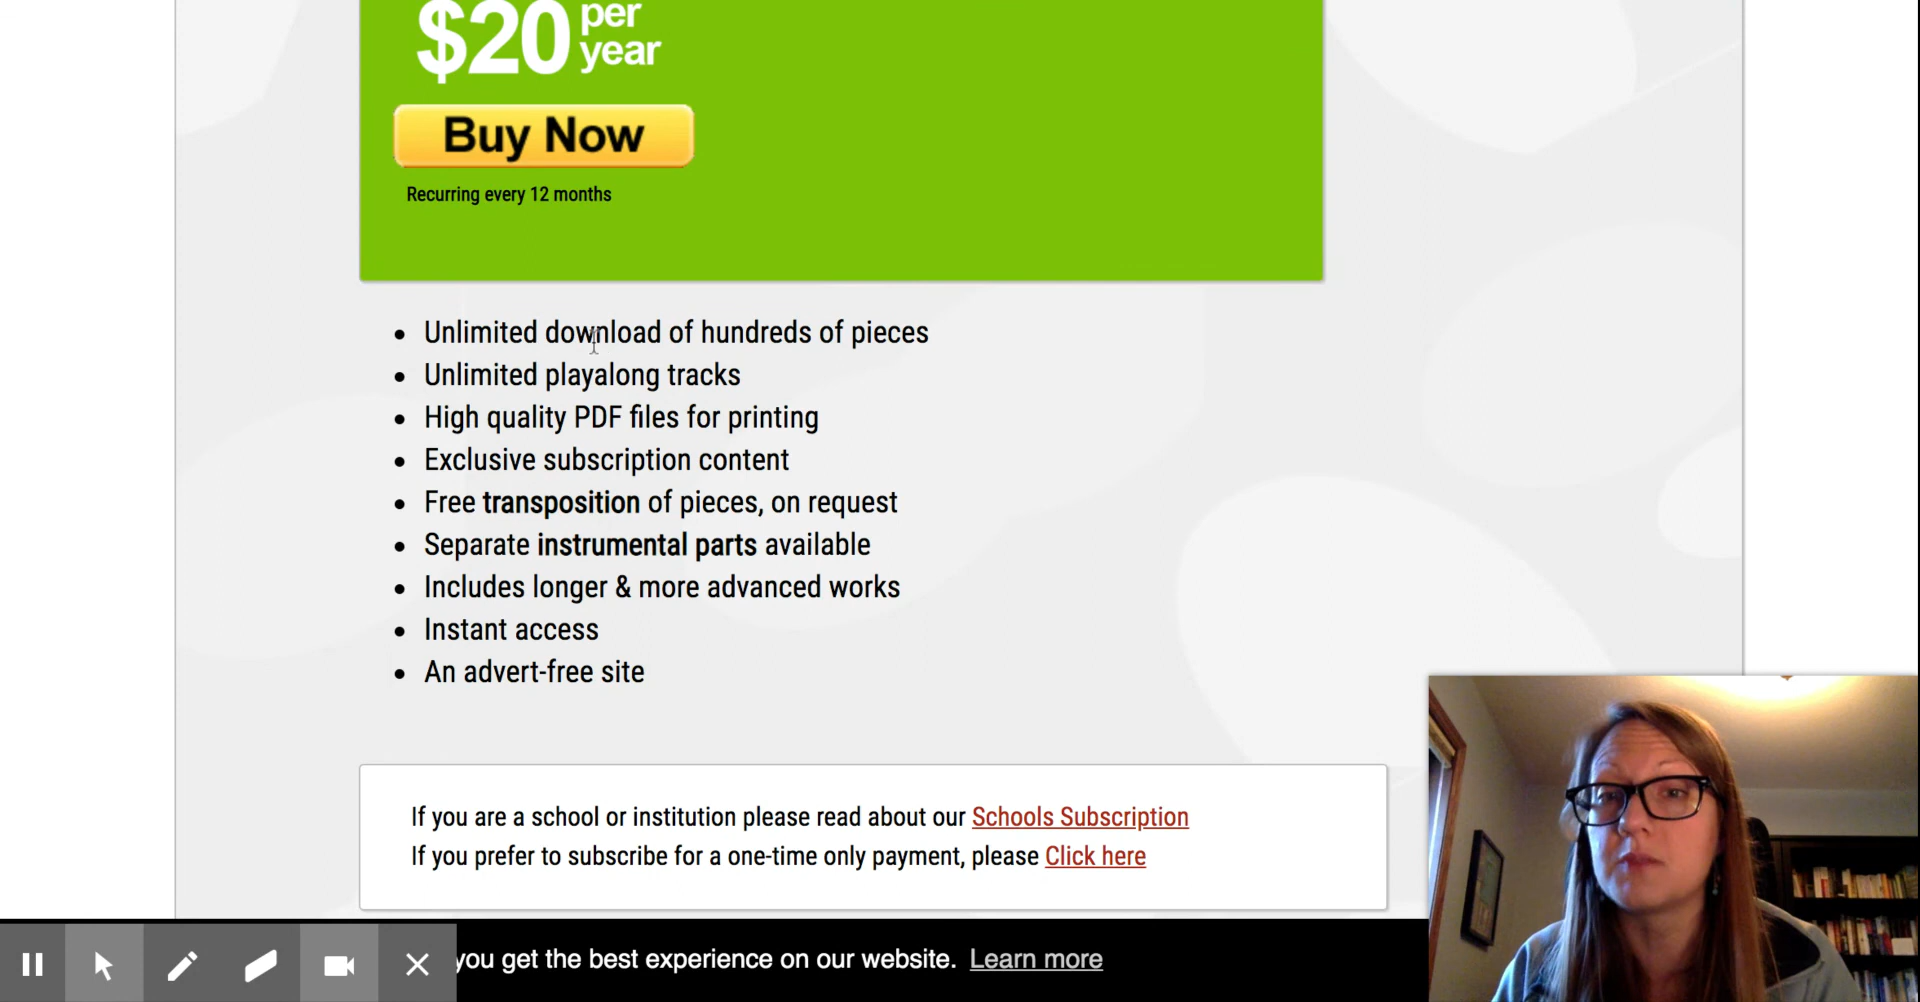 $20 per year
Buy Now
Recurring every 12 months
Unlimited download of hundreds of pieces
Unlimited playalong tracks
High quality PDF files for printing
Exclusive subscription content
Free transposition of pieces, on request
Separate instrumental parts available
Includes longer & more advanced works
Instant access
An advert-free site
If you are a school or institution please read about our Schools Subscription
If you prefer to subscribe for a one-time only payment, please Click here
you get the best experience on our website. Learn more